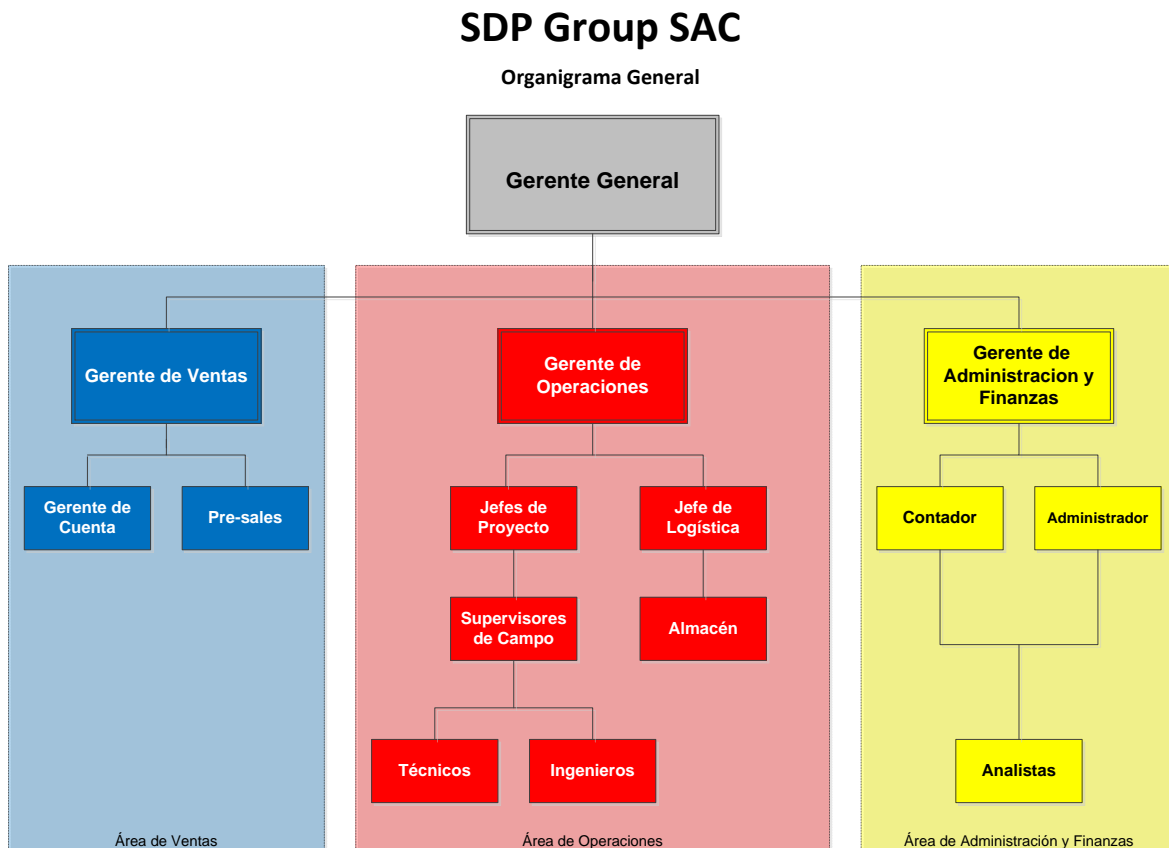 SDP Group SAC
Organigrama General
Gerente General
Gerente de Ventas
Gerente de
Operaciones
Gerente de
Administracion y
Finanzas
Gerente de
Cuenta
Pre-sales
Jefes de
Proyecto
Jefe de
Logística
Contador
Administrador
Supervisores
de Campo
Almacén
Técnicos
Ingenieros
Analistas
Área de Ventas
Área de Operaciones
Área de Administración y Finanzas